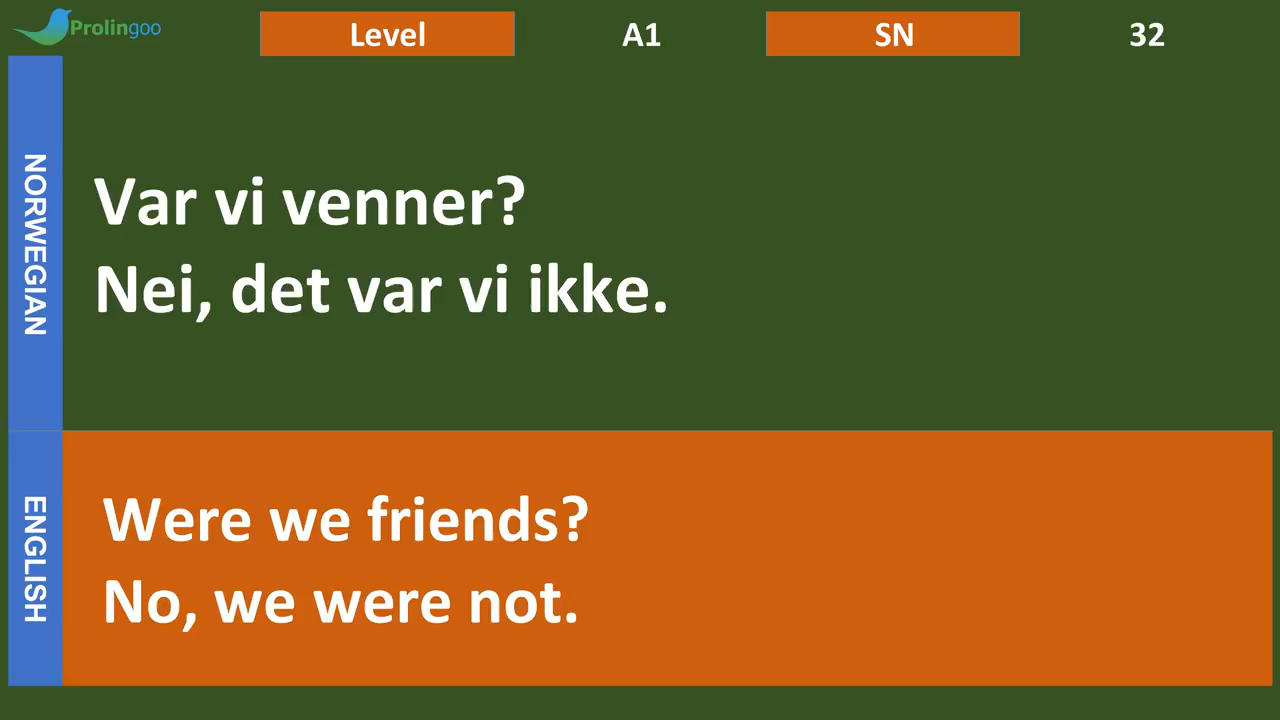 Prolingoo
Level A1 SN 32
NORWEGIAN
Var vi venner?
Nei, det var vi ikke.
ENGLISH
Were we friends?
No, we were not.